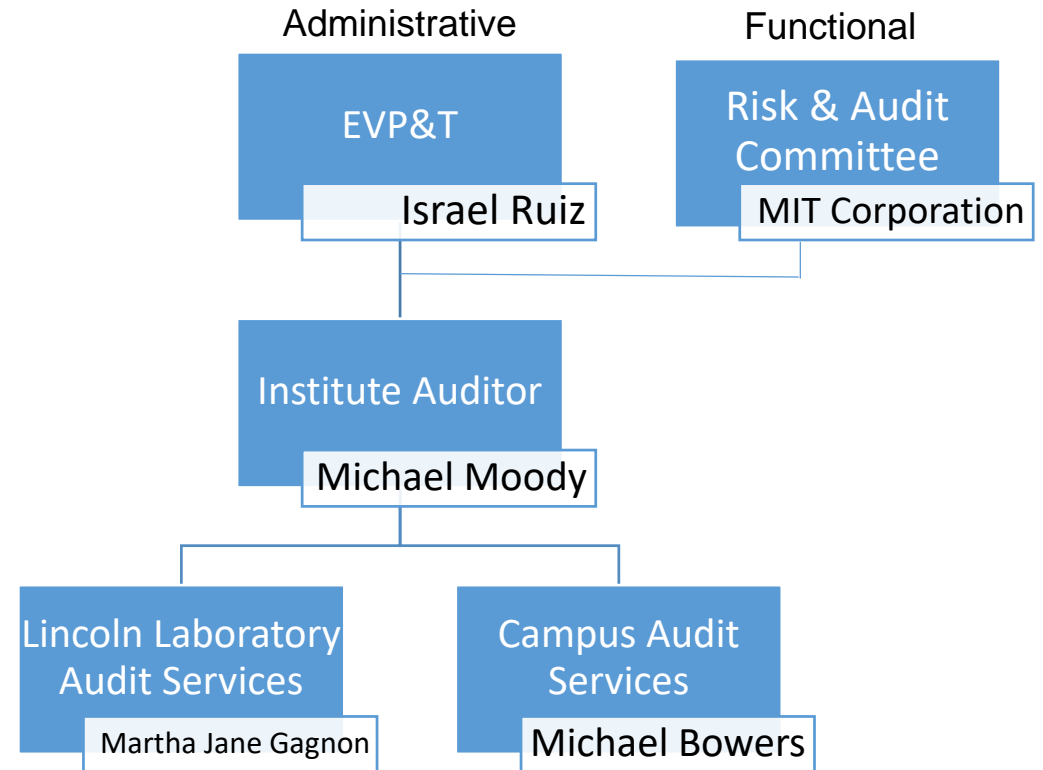 Administrative
Functional
EVP&T
Israel Ruiz
Risk & Audit
Committee
MIT Corporation
Institute Auditor
Michael Moody
Lincoln Laboratory
Audit Services
Martha Jane Gagnon
Campus Audit
Services
Michael Bowers